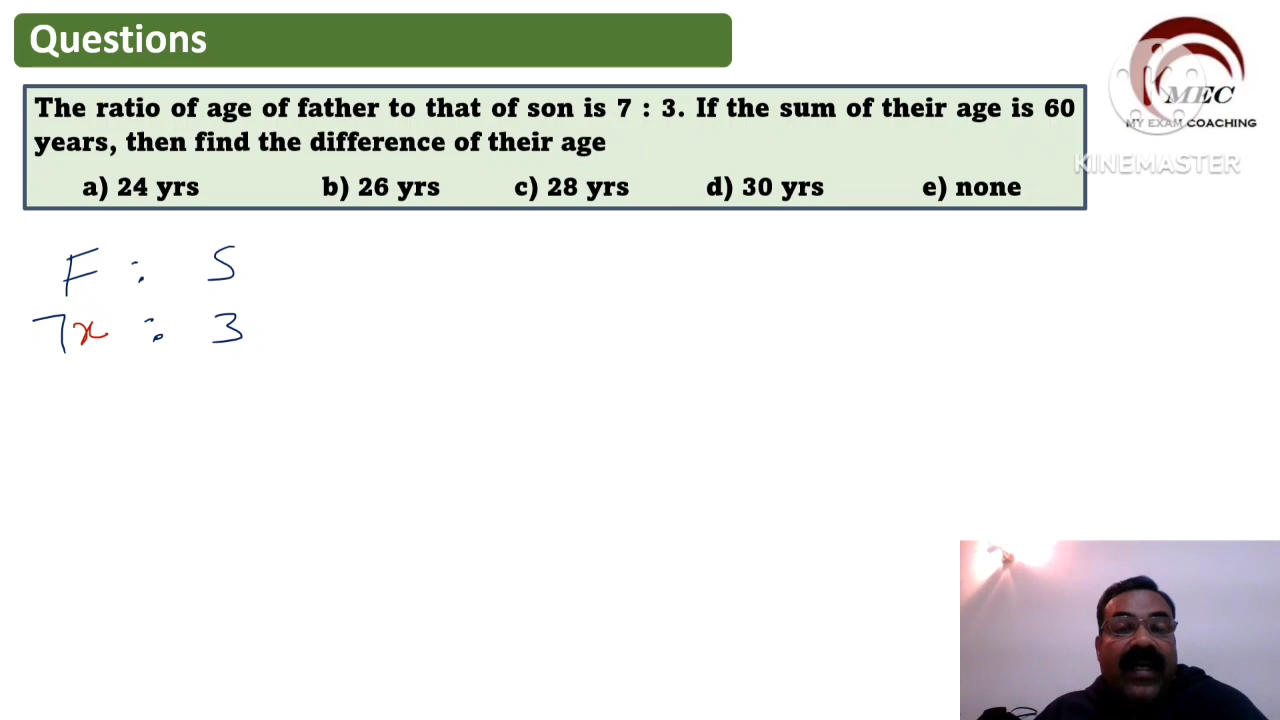 Questions
The ratio of age of father to that of son is 7 : 3. If the sum of their age is 60
years, then find the difference of their age
a) 24 yrs b) 26 yrs c) 28 yrs d) 30 yrs e) none
F : S
7x : 3
MEC
MY EXAM COACHING
KINEMASTER